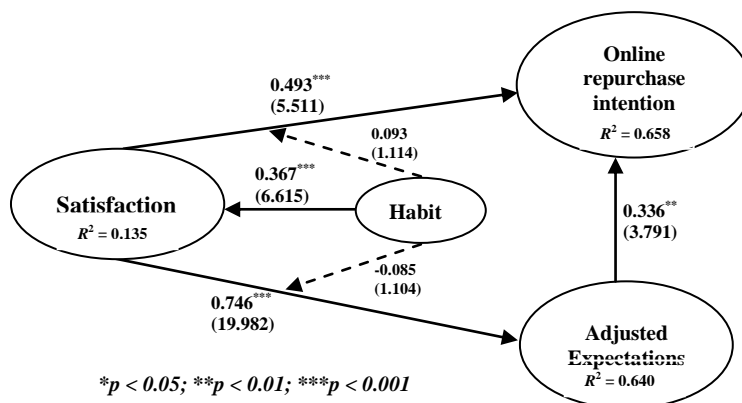 Online
repurchase
intention
R² = 0.658
0.493***
(5.511)
0.093
(1.114)
0.367***
(6.615)
Satisfaction
R² = 0.135
Habit
0.336**
(3.791)
-0.085
(1.104)
0.746***
(19.982)
Adjusted
Expectations
R² = 0.640
*p < 0.05; **p < 0.01; ***p < 0.001